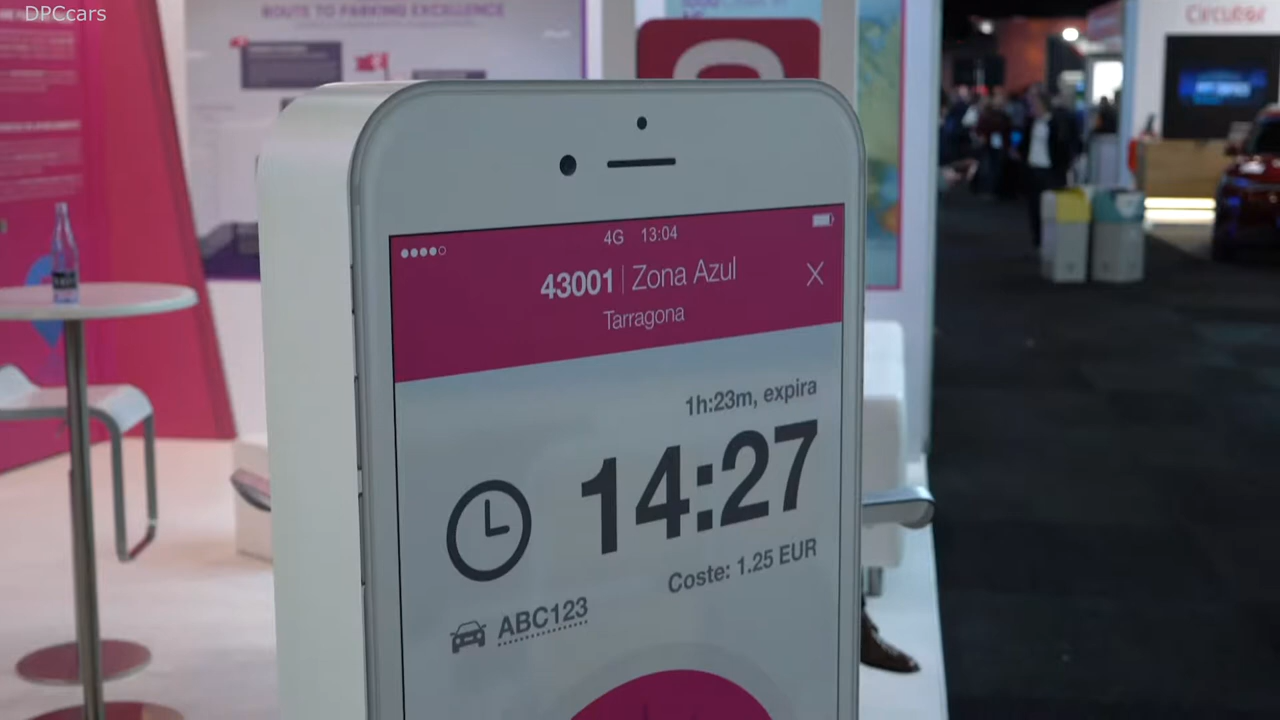 DPCcars
ROUTE TO PARKING EXCELLENCE
Circutor
4G 13:04
43001 | Zona Azul
X
Tarragona
1h:23m, expira
14:27
Coste: 1.25 EUR
ABC123